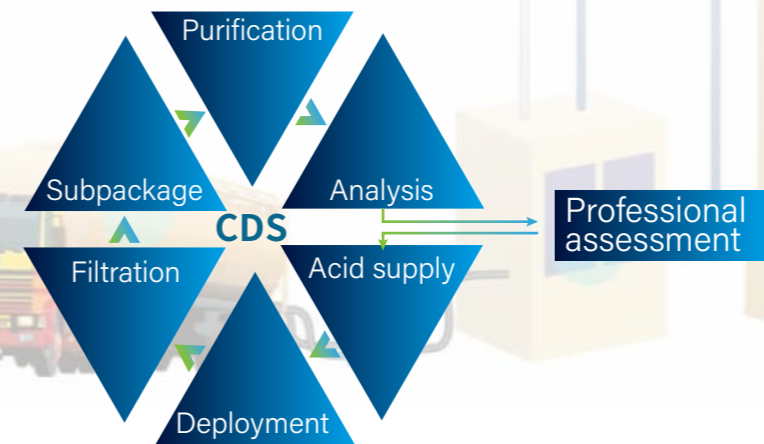 Purification
Subpackage
Analysis
CDS
Professional
assessment
Filtration
Acid supply
Deployment